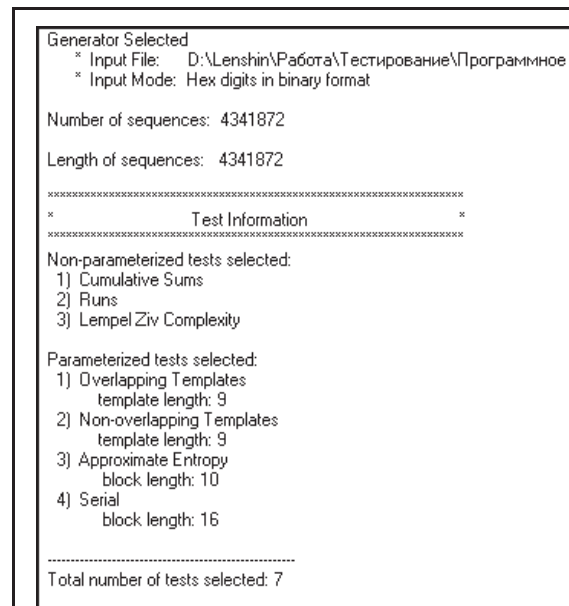 Generator Selected
* Input File: D:\Lenshin\Работа\Тестирование\Программное
* Input Mode: Hex digits in binary format
Number of sequences: 4341872
Length of sequences: 4341872
*******************************************************************
* Test Information *
*******************************************************************
Non-parameterized tests selected:
1) Cumulative Sums
2) Runs
3) Lempel Ziv Complexity
Parameterized tests selected:
1) Overlapping Templates
template length: 9
2) Non-overlapping Templates
template length: 9
3) Approximate Entropy
block length: 10
4) Serial
block length: 16
-----------------------------------------------------
Total number of tests selected: 7